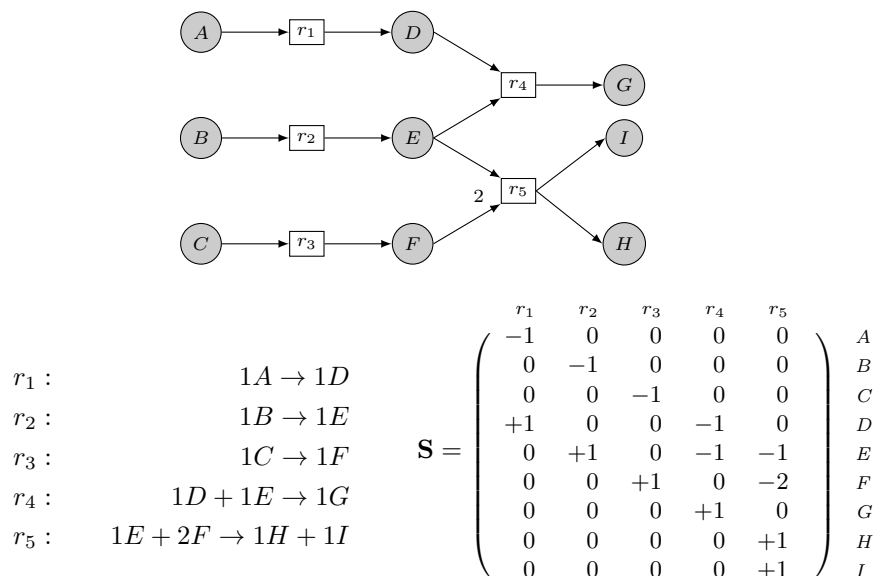 A r₁ D
r₄ G
B r₂ E I
2 r₅
C r₃ F H
r₁ r₂ r₃ r₄ r₅
−1 0 0 0 0 A
0 −1 0 0 0 B
r₁ : 1A → 1D
0 0 −1 0 0 C
r₂ : 1B → 1E
+1 0 0 −1 0 D
r₃ : 1C → 1F
S = 0 +1 0 −1 −1 E
0 0 +1 0 −2 F
r₄ : 1D + 1E → 1G
0 0 0 +1 0 G
r₅ : 1E + 2F → 1H + 1I
0 0 0 0 +1 H
0 0 0 0 +1 I